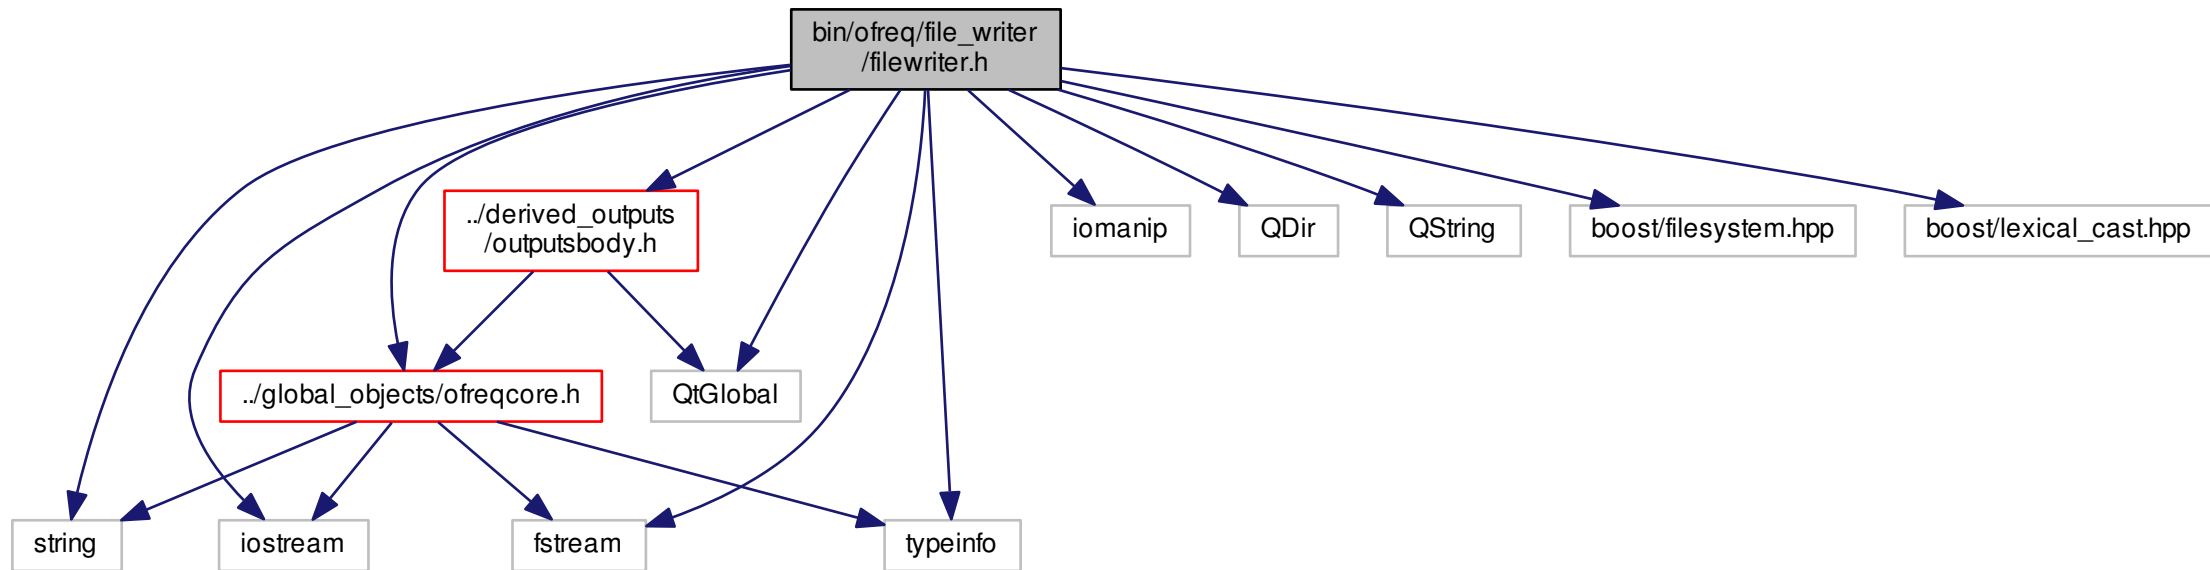 bin/ofreq/file_writer
/filewriter.h
../derived_outputs
/outputsbody.h
iomanip
QDir
QString
boost/filesystem.hpp
boost/lexical_cast.hpp
../global_objects/ofreqcore.h
QtGlobal
string
iostream
fstream
typeinfo